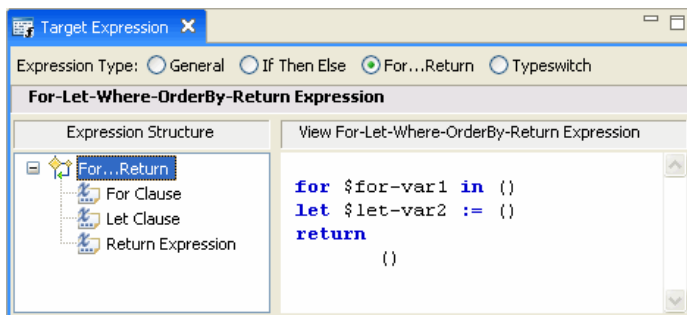 Target Expression
Expression Type: General If Then Else For...Return Typeswitch
For-Let-Where-OrderBy-Return Expression
Expression Structure
View For-Let-Where-OrderBy-Return Expression
For...Return
For Clause
Let Clause
Return Expression
for $for-var1 in ()
let $let-var2 := ()
return
()